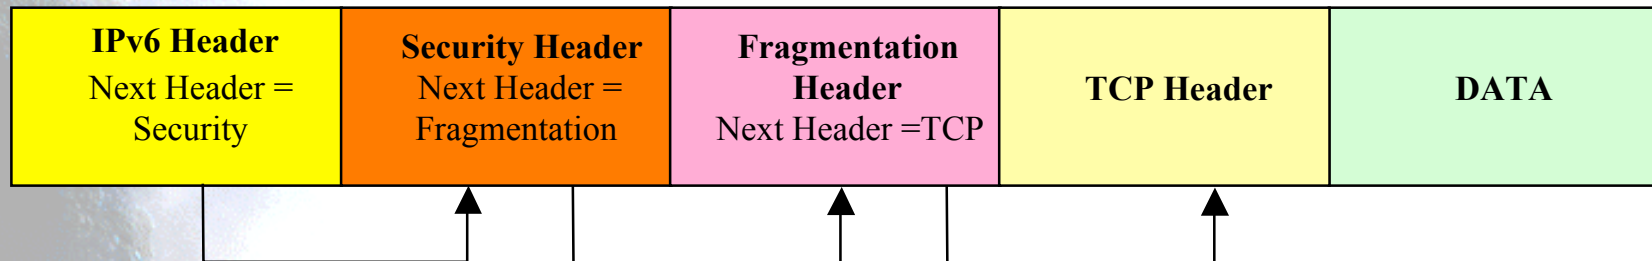 IPv6 Header
Next Header =
Security
Security Header
Next Header =
Fragmentation
Fragmentation
Header
Next Header =TCP
TCP Header
DATA